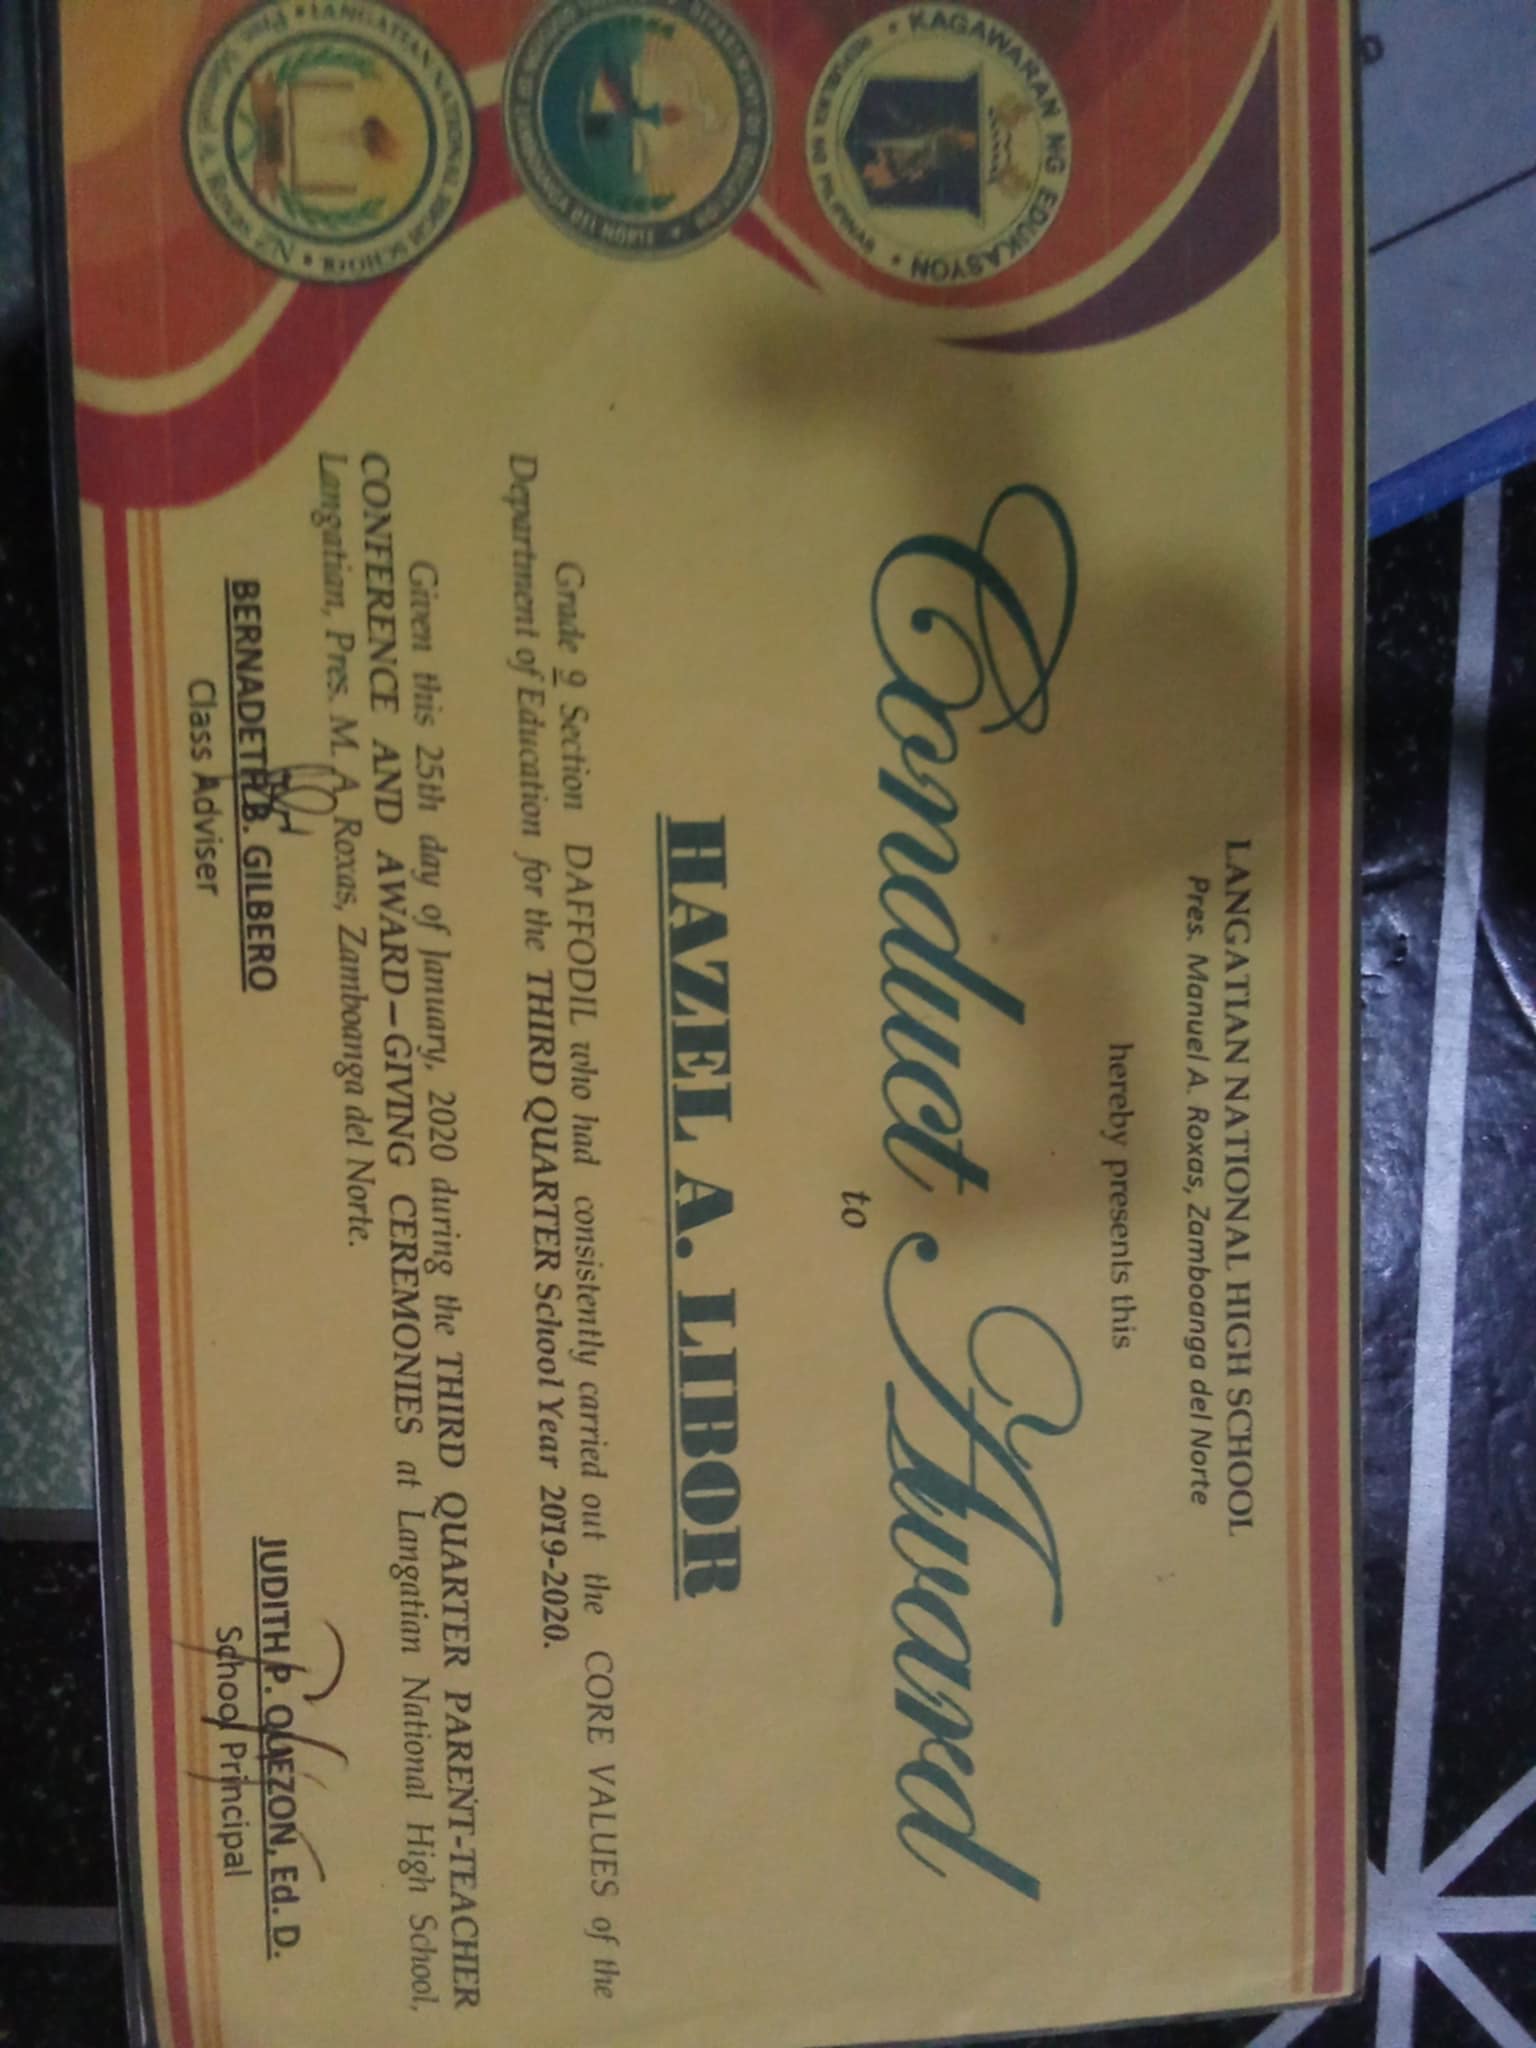 LANGATIAN NATIONAL HIGH SCHOOL
Pres. Manuel A. Roxas, Zamboanga del Norte
hereby presents this
Conduct Award
to
HAZEL A. LIBOR
Grade 9 Section DAFFODIL who had consistently carried out the CORE VALUES of the
Department of Education for the THIRD QUARTER School Year 2019-2020.
Given this 25th day of January, 2020 during the THIRD QUARTER PARENT-TEACHER
CONFERENCE AND AWARD-GIVING CEREMONIES at Langatian National High School,
Langatian, Pres. M. A. Roxas, Zamboanga del Norte.
BERNADETH B. GILBERO
Class Adviser
JUDITH P. QUEZON, Ed. D.
School Principal
KAGAWARAN NG EDUKASYON
REPUBLIKA NG PILIPINAS
LANGATIAN NATIONAL HIGH SCHOOL